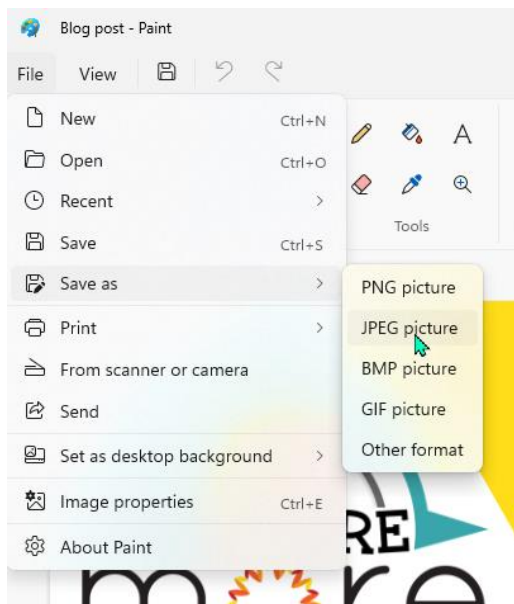 Blog post - Paint
File View
New Ctrl+N
Open Ctrl+O
Recent
Save Ctrl+S
Save as
Print
From scanner or camera
Send
Set as desktop background
Image properties Ctrl+E
About Paint
A
Tools
PNG picture
JPEG picture
BMP picture
GIF picture
Other format
more